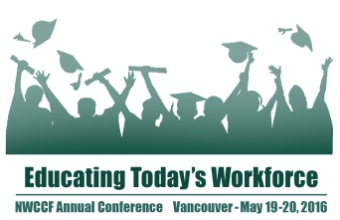 Educating Today's Workforce
NWCCF Annual Conference Vancouver - May 19-20, 2016